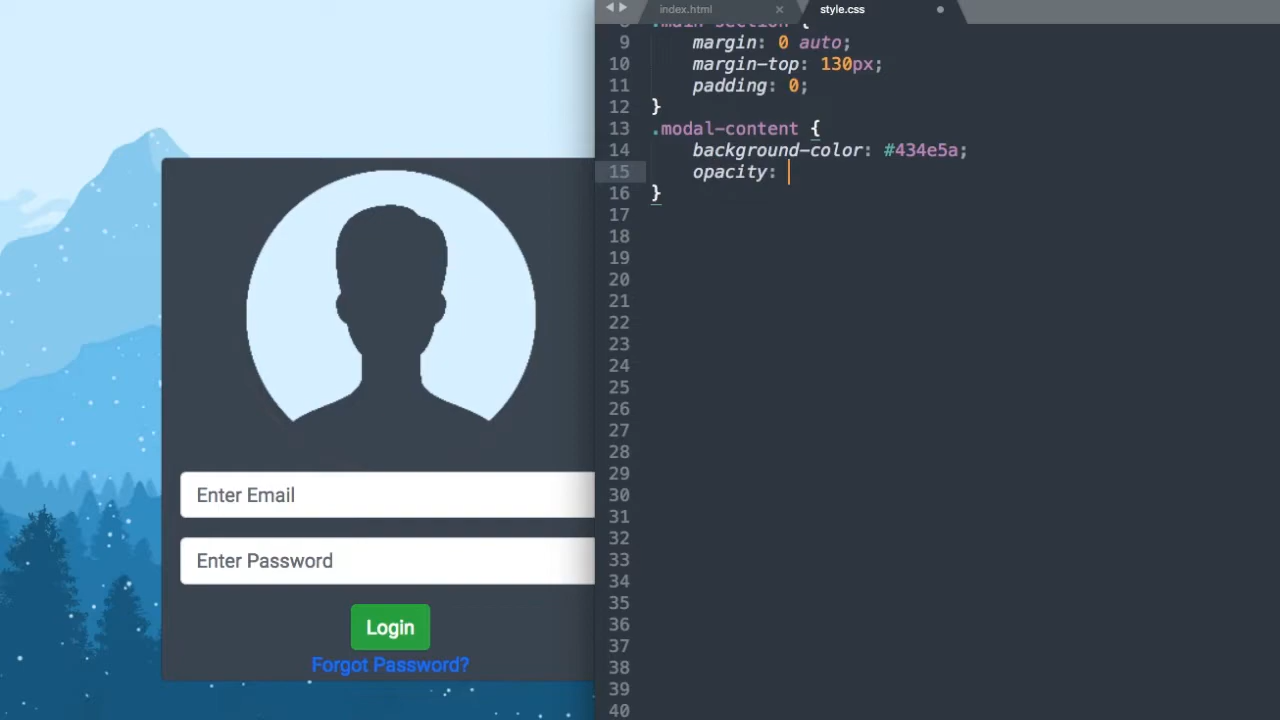 index.html
style.css
8 .main-section {
9 margin: 0 auto;
10 margin-top: 130px;
11 padding: 0;
12 }
13 .modal-content {
14 background-color: #434e5a;
15 opacity:
16 }
17
18
19
20
21
22
23
24
25
26
27
28
29
30
31
32
33
34
35
36
37
38
39
40
Enter Email
Enter Password
Login
Forgot Password?